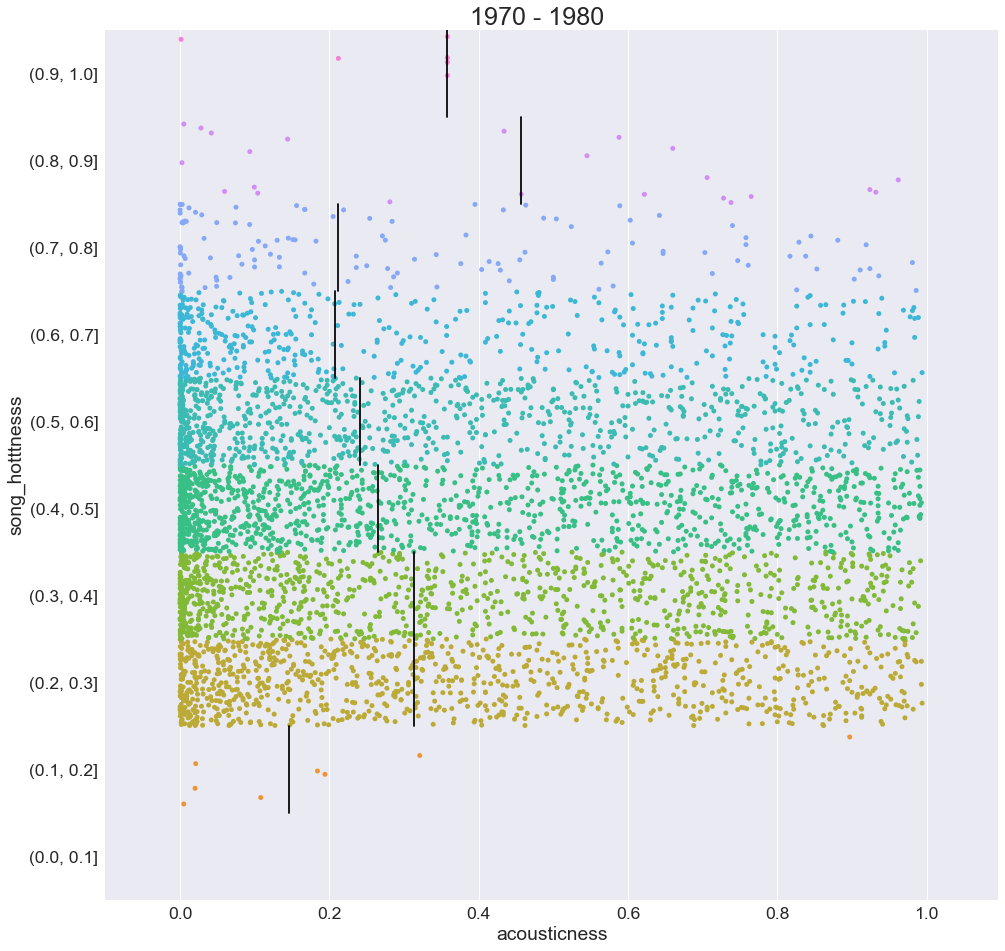 1970 - 1980
(0.9, 1.0]
(0.8, 0.9]
(0.7, 0.8]
(0.6, 0.7]
(0.5, 0.6]
(0.4, 0.5]
(0.3, 0.4]
(0.2, 0.3]
(0.1, 0.2]
(0.0, 0.1]
song_hotttnesss
0.0 0.2 0.4 0.6 0.8 1.0
acousticness